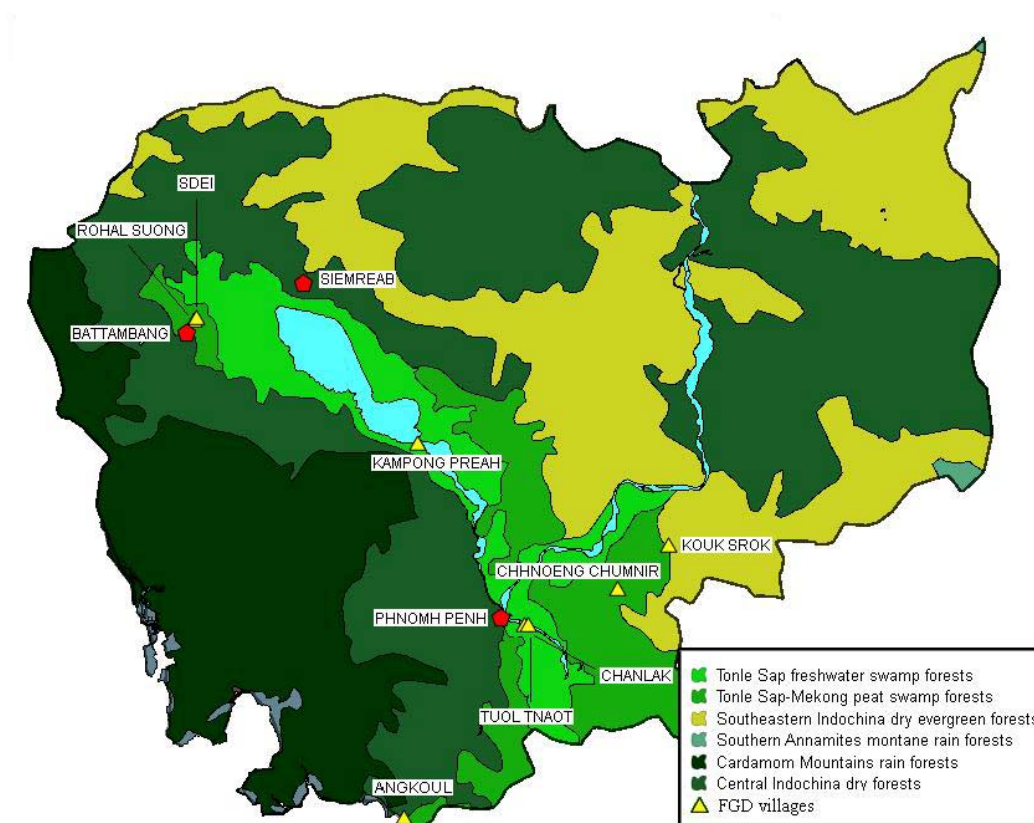 SDEI
ROHAL SUONG
SIEMREAB
BATTAMBANG
KAMPONG PREAH
KOUK SROK
CHHNOENG CHUMNIR
PHNOMH PENH
CHANLAK
TUOL TNAOT
ANGKOUL
Tonle Sap freshwater swamp forests
Tonle Sap-Mekong peat swamp forests
Southeastern Indochina dry evergreen forests
Southern Annamites montane rain forests
Cardamom Mountains rain forests
Central Indochina dry forests
FGD villages